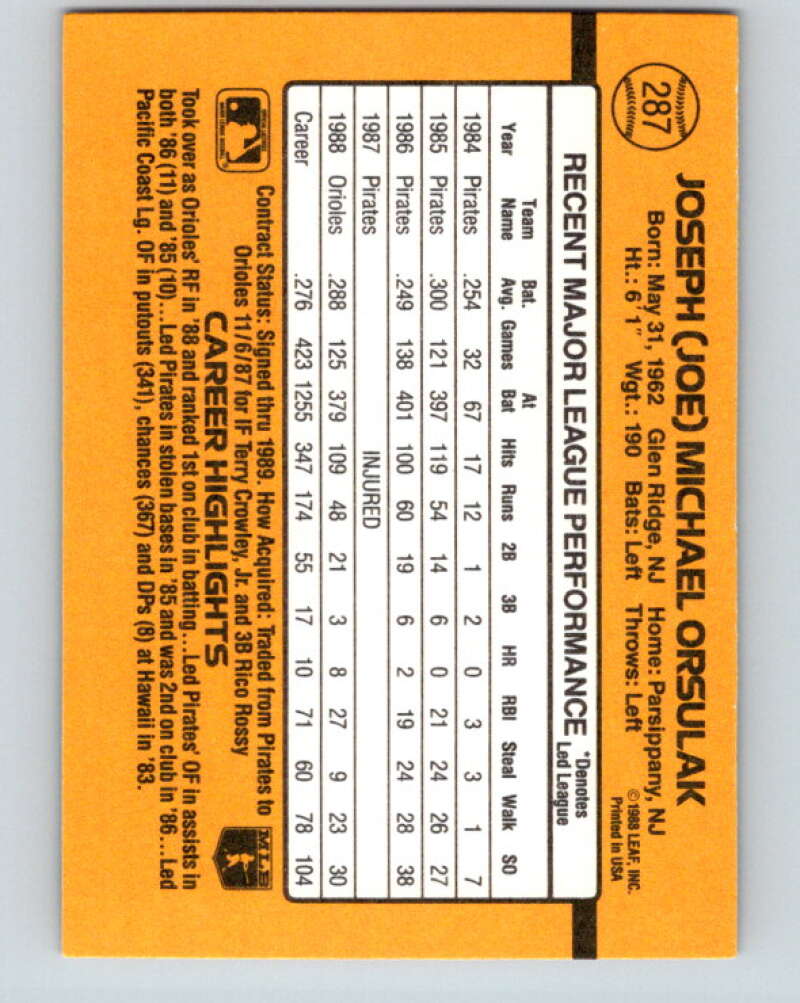 287
JOSEPH (JOE) MICHAEL ORSULAK
Born: May 31, 1962 Glen Ridge, NJ Home: Parsippany, NJ
Ht.: 6' 1" Wgt.: 190 Bats: Left Throws: Left
©1988 LEAF, INC.
Printed in USA
RECENT MAJOR LEAGUE PERFORMANCE
*Denotes
Led League
Year Team Name Bat. Avg. Games At Bat Hits Runs 2B 3B HR RBI Steal Walk SO
1984 Pirates .254 32 67 17 12 1 2 0 3 3 1 7
1985 Pirates .300 121 397 119 54 14 6 0 21 24 26 27
1986 Pirates .249 138 401 100 60 19 6 2 19 24 28 38
1987 Pirates INJURED
1988 Orioles .288 125 379 109 48 21 3 8 27 9 23 30
Career .276 423 1255 347 174 55 17 10 71 60 78 104
Contract Status: Signed thru 1989. How Acquired: Traded from Pirates to
Orioles 11/6/87 for IF Terry Crowley, Jr. and 3B Rico Rossy
CAREER HIGHLIGHTS
MLB
Took over as Orioles' RF in '88 and ranked 1st on club in batting...Led Pirates' OF in assists in
both '86 (11) and '85 (10)...Led Pirates in stolen bases in '85 and was 2nd on club in '86...Led
Pacific Coast Lg. OF in putouts (341), chances (367) and DPs (8) at Hawaii in '83.